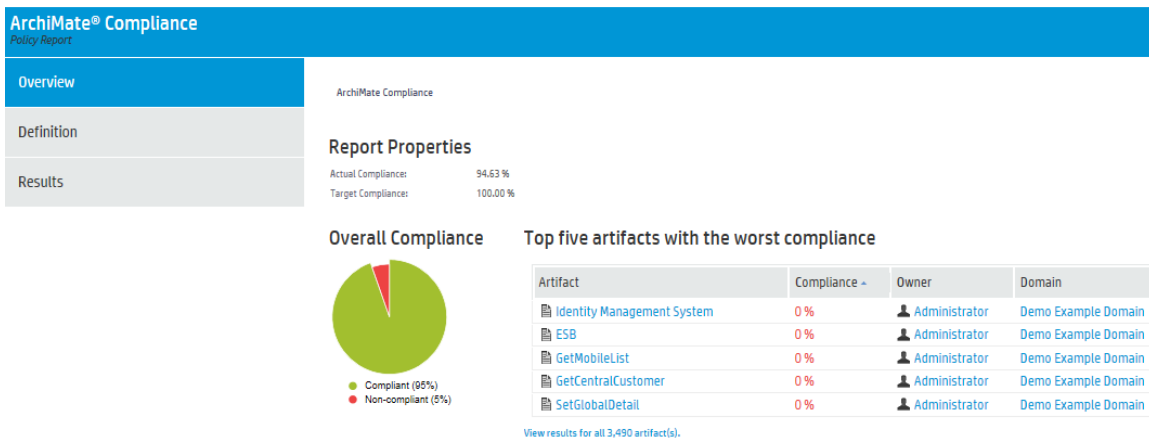 ArchiMate® Compliance
Policy Report
Overview
Definition
Results
ArchiMate Compliance
Report Properties
Actual Compliance: 94.63 %
Target Compliance: 100.00 %
Overall Compliance
Compliant (95%)
Non-compliant (5%)
Top five artifacts with the worst compliance
Artifact Compliance Owner Domain
Identity Management System 0 % Administrator Demo Example Domain
ESB 0 % Administrator Demo Example Domain
GetMobileList 0 % Administrator Demo Example Domain
GetCentralCustomer 0 % Administrator Demo Example Domain
SetGlobalDetail 0 % Administrator Demo Example Domain
View results for all 3,490 artifact(s).